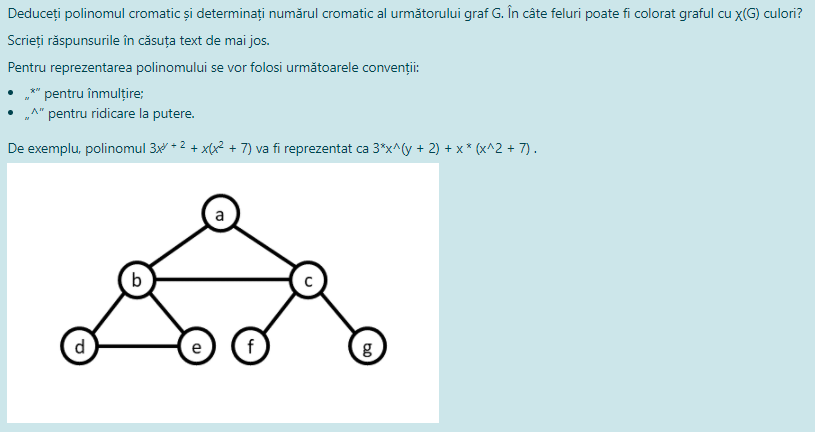 Deduceți polinomul cromatic și determinați numărul cromatic al următorului graf G. În câte feluri poate fi colorat graful cu χ(G) culori?
Scrieți răspunsurile în căsuța text de mai jos.
Pentru reprezentarea polinomului se vor folosi următoarele convenții:
• „*” pentru înmulțire;
• „^” pentru ridicare la putere.
De exemplu, polinomul 3xʸ ⁺ ² + x(x² + 7) va fi reprezentat ca 3*x^(y + 2) + x * (x^2 + 7) .
a
b c
d e f g